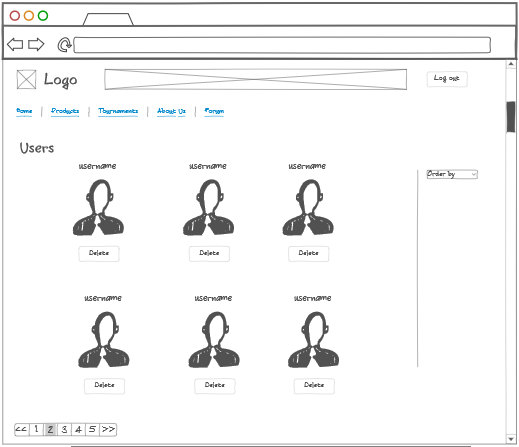 Logo
Log out
Home | Products | Tournaments | About Us | Forum
Users
username username username
Order by
Delete Delete Delete
username username username
Delete Delete Delete
<< 1 2 3 4 5 >>